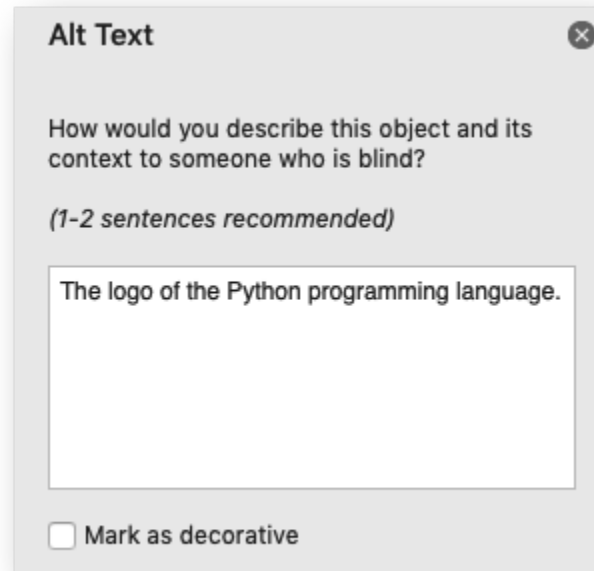 Alt Text
How would you describe this object and its
context to someone who is blind?
(1-2 sentences recommended)
The logo of the Python programming language.
Mark as decorative